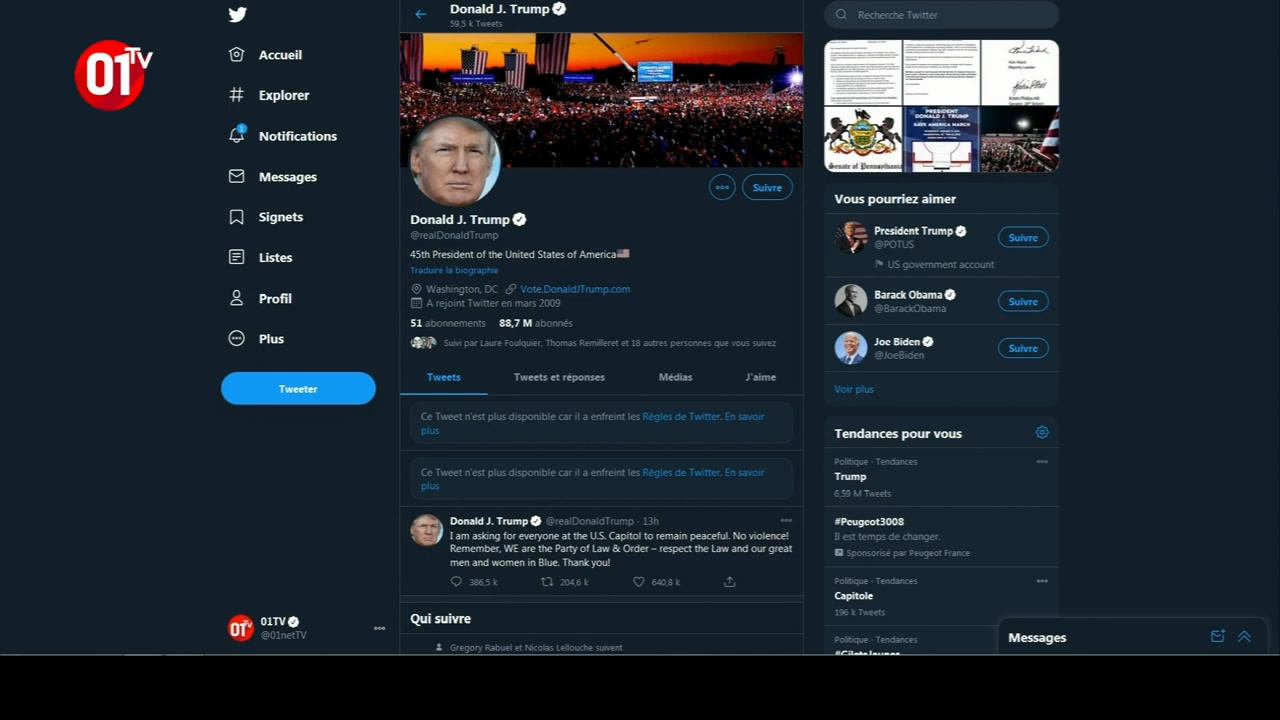 01TV
Accueil
Explorer
1
Notifications
Messages
Signets
Listes
Profil
Plus
Tweeter
01TV
@01netTV
Donald J. Trump
59,5 k Tweets
Suivre
Donald J. Trump
@realDonaldTrump
45th President of the United States of America
Traduire la biographie
Washington, DC Vote.DonaldJTrump.com
A rejoint Twitter en mars 2009
51 abonnements 88,7 M abonnés
Suivi par Laure Foulquier, Thomas Remilleret et 18 autres personnes que vous suivez
Tweets Tweets et réponses Médias J'aime
Ce Tweet n'est plus disponible car il a enfreint les Règles de Twitter. En savoir
plus
Ce Tweet n'est plus disponible car il a enfreint les Règles de Twitter. En savoir
plus
Donald J. Trump @realDonaldTrump · 13h
I am asking for everyone at the U.S. Capitol to remain peaceful. No violence!
Remember, WE are the Party of Law & Order – respect the Law and our great
men and women in Blue. Thank you!
386,5 k 204,6 k 640,8 k
Qui suivre
Gregory Rabuel et Nicolas Lellouche suivent
Recherche Twitter
Senate of Pennsylvania
PRESIDENT
DONALD J. TRUMP
SAVE AMERICA MARCH
Vous pourriez aimer
President Trump
@POTUS
US government account
Suivre
Barack Obama
@BarackObama
Suivre
Joe Biden
@JoeBiden
Suivre
Voir plus
Tendances pour vous
Politique · Tendances
Trump
6,59 M Tweets
#Peugeot3008
Il est temps de changer.
Sponsorisé par Peugeot France
Politique · Tendances
Capitole
196 k Tweets
Politique · Tendances
Messages